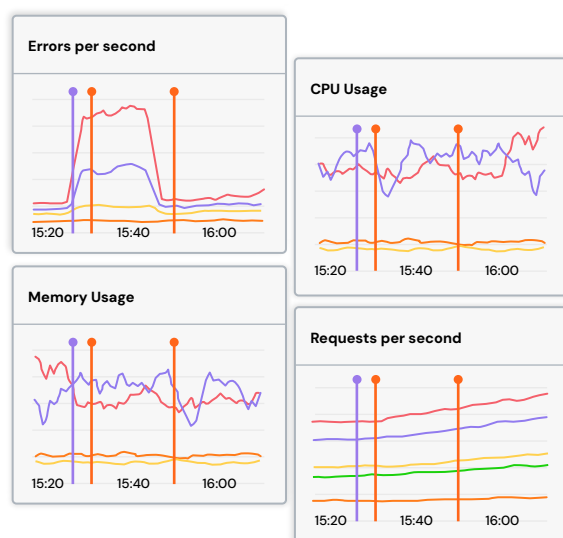 Errors per second
15:20 15:40 16:00
CPU Usage
15:20 15:40 16:00
Memory Usage
15:20 15:40 16:00
Requests per second
15:20 15:40 16:00